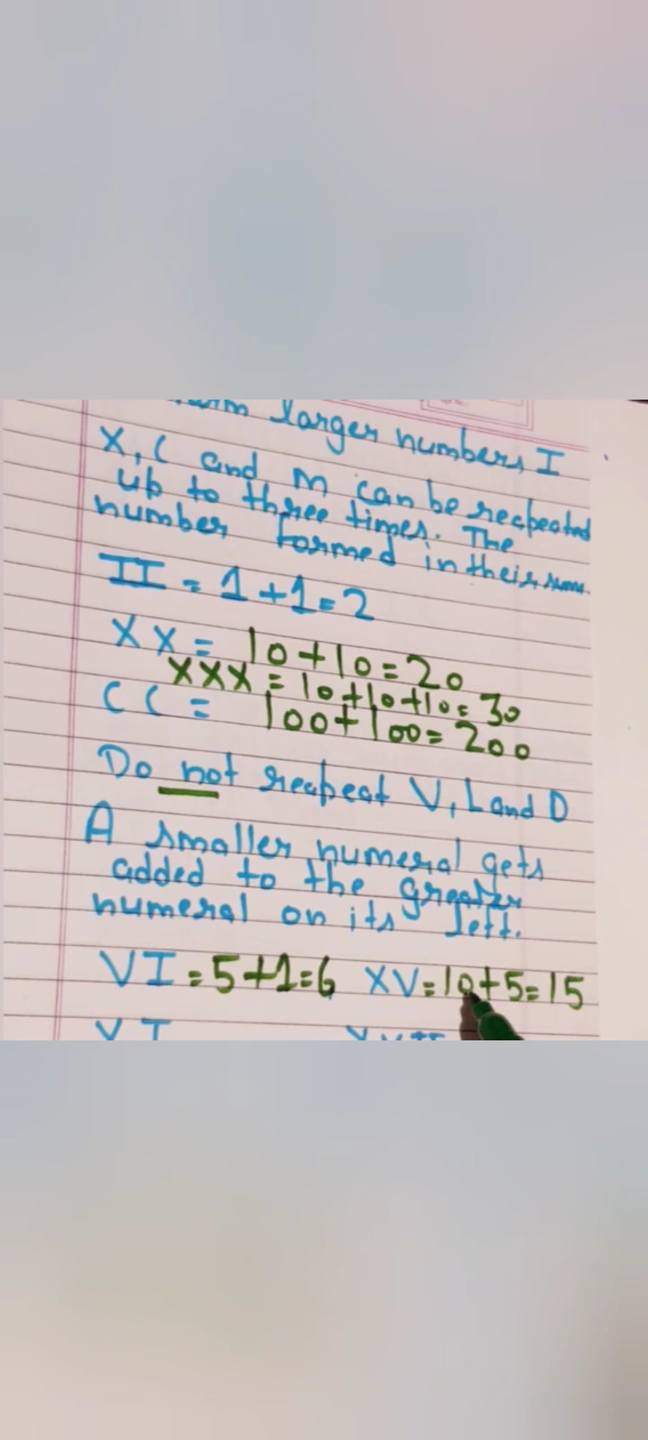 larger numbers, I
X, C and M can be repeated
up to three times. The
number formed in their sum.
II = 1+1=2
XX = 10+10=20
XXX = 10+10+10= 30
CC = 100+100= 200
Do not repeat V, L and D
A smaller numeral gets
added to the greater
numeral on its left.
VI = 5+1=6 XV=10+5=15